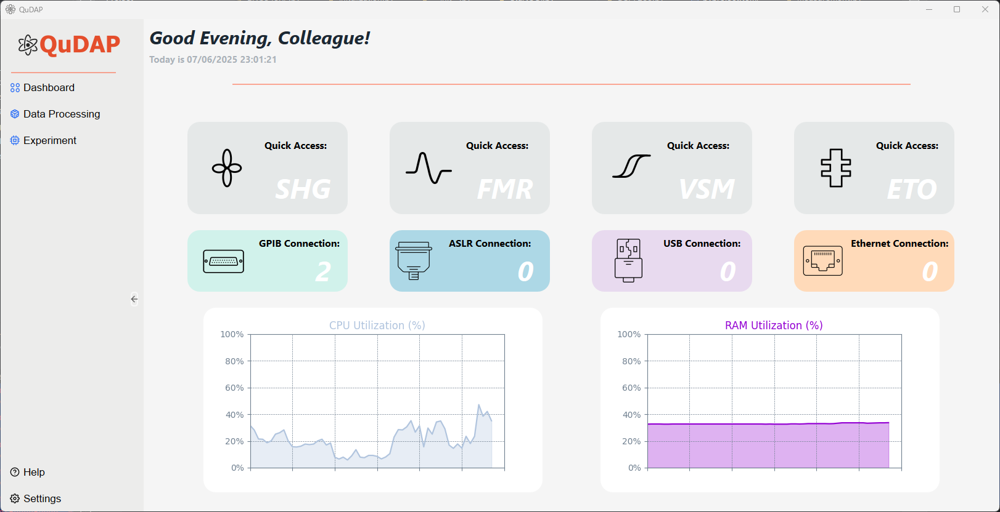 QuDAP
QuDAP
Dashboard
Data Processing
Experiment
Help
Settings
Good Evening, Colleague!
Today is 07/06/2025 23:01:21
Quick Access:
SHG
Quick Access:
FMR
Quick Access:
VSM
Quick Access:
ETO
GPIB Connection:
2
ASLR Connection:
0
USB Connection:
0
Ethernet Connection:
0
CPU Utilization (%)
100%
80%
60%
40%
20%
0%
RAM Utilization (%)
100%
80%
60%
40%
20%
0%